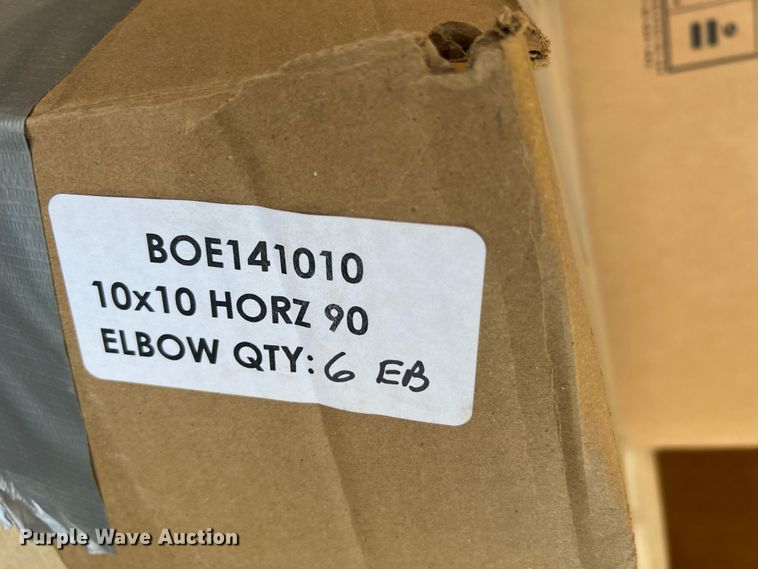 BOE141010
10x10 HORZ 90
ELBOW QTY: 6 EB
Purple Wave Auction